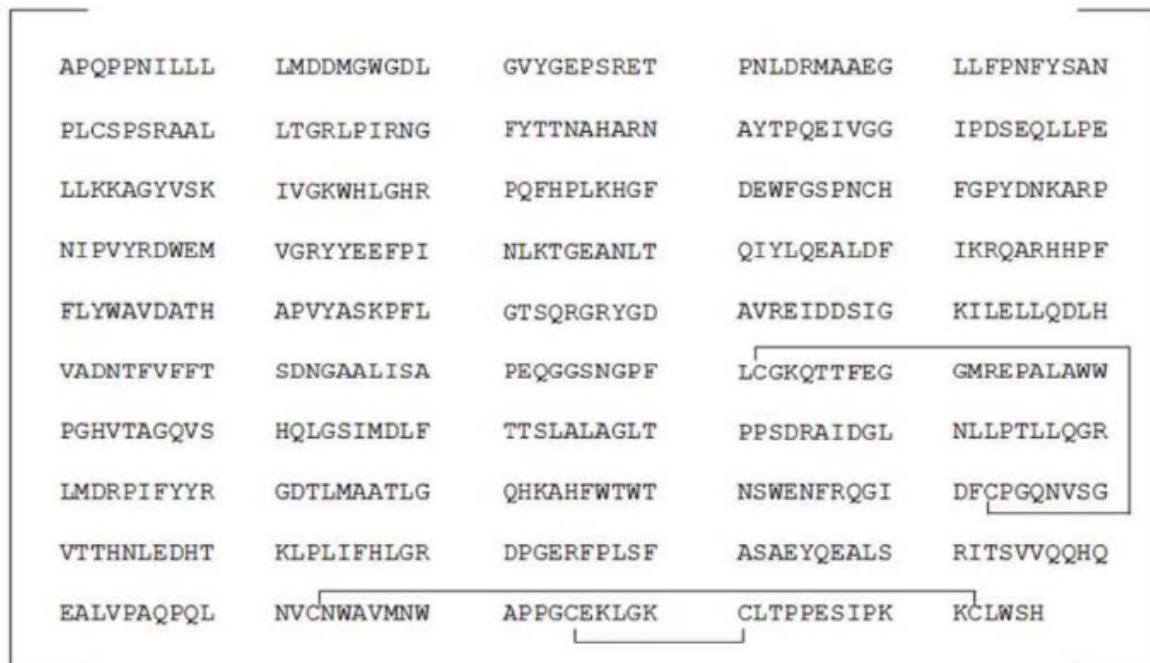 APQPPNILLL LMDDMGWGDL GVYGEPSRET PNLDRMAAEG LLFPNFYSAN
PLCSPSRAAL LTGRLPIRNG FYTTNAHARN AYTPQEIVGG IPDSEQLLPE
LLKKAGYVSK IVGKWHLGHR PQFHPLKHGF DEWFGSPNCH FGPYDNKARP
NIPVYRDWEM VGRYYEEFPI NLKTGEANLT QIYLQEALDF IKRQARHHPF
FLYWAVDATH APVYASKPFL GTSQRGRYGD AVREIDDSIG KILELLQDLH
VADNTFVFFT SDNGAALISA PEQGGSNGPF LCGKQTTFEG GMREPALAWW
PGHVTAGQVS HQLGSIMDLF TTSLALAGLT PPSDRAIDGL NLLPTLLQGR
LMDRPIFYYR GDTLMAATLG QHKAHFWTWT NSWENFRQGI DFCPGQNVSG
VTTHNLEDHT KLPLIFHLGR DPGERFPLSF ASAEYQEALS RITSVVQQHQ
EALVPAQPQL NVCNWAVMNW APPGCEKLGK CLTPPESIPK KCLWSH